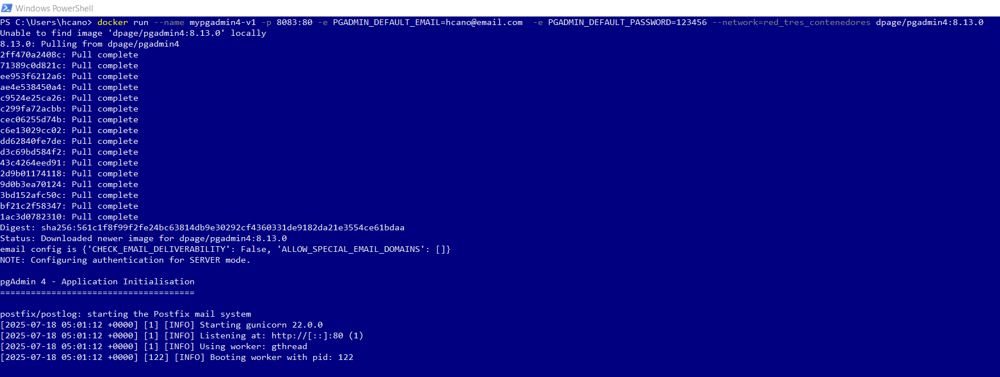 Windows PowerShell
PS C:\Users\hcano> docker run --name mypgadmin4-v1 -p 8083:80 -e PGADMIN_DEFAULT_EMAIL=hcano@email.com  -e PGADMIN_DEFAULT_PASSWORD=123456 --network=red_tres_contenedores dpage/pgadmin4:8.13.0
Unable to find image 'dpage/pgadmin4:8.13.0' locally
8.13.0: Pulling from dpage/pgadmin4
2ff470a2408c: Pull complete
71389c0d821c: Pull complete
ee953f6212a6: Pull complete
ae4e538450a4: Pull complete
c9524e25ca26: Pull complete
c299fa72acbb: Pull complete
cec06255d74b: Pull complete
c6e13029cc02: Pull complete
dd62840fe7de: Pull complete
d3c69bd584f2: Pull complete
43c4264eed91: Pull complete
2d9b01174118: Pull complete
9d0b3ea70124: Pull complete
3bd152afc50c: Pull complete
bf21c2f58347: Pull complete
1ac3d0782310: Pull complete
Digest: sha256:561c1f8f99f2fe24bc63814db9e30292cf4360331de9182da21e3554ce61bdaa
Status: Downloaded newer image for dpage/pgadmin4:8.13.0
email config is {'CHECK_EMAIL_DELIVERABILITY': False, 'ALLOW_SPECIAL_EMAIL_DOMAINS': []}
NOTE: Configuring authentication for SERVER mode.
pgAdmin 4 - Application Initialisation
======================================
postfix/postlog: starting the Postfix mail system
[2025-07-18 05:01:12 +0000] [1] [INFO] Starting gunicorn 22.0.0
[2025-07-18 05:01:12 +0000] [1] [INFO] Listening at: http://[::]:80 (1)
[2025-07-18 05:01:12 +0000] [1] [INFO] Using worker: gthread
[2025-07-18 05:01:12 +0000] [122] [INFO] Booting worker with pid: 122